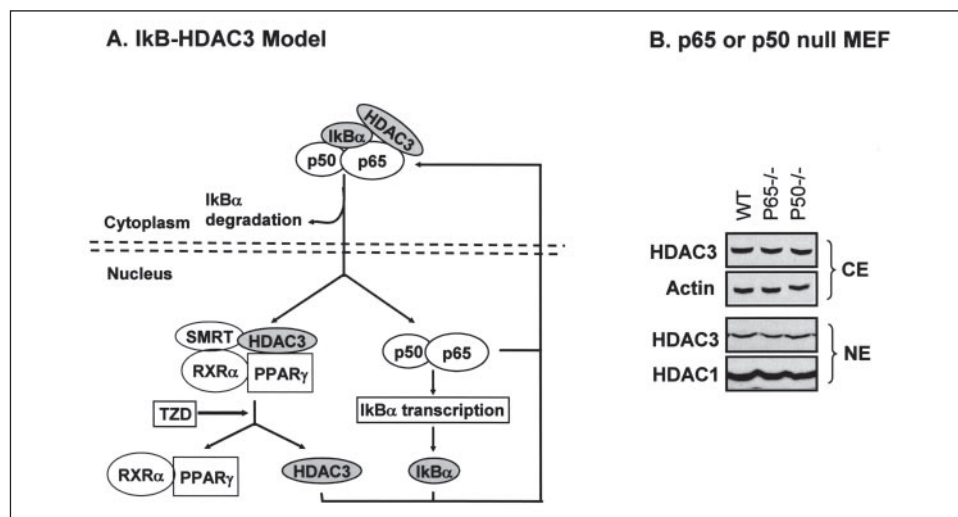 A. IkB-HDAC3 Model
HDAC3
IkBα
p50
p65
IkBα
degradation
Cytoplasm
Nucleus
SMRT
HDAC3
RXRα
PPARγ
p50
p65
TZD
IkBα transcription
RXRα
PPARγ
HDAC3
IkBα
B. p65 or p50 null MEF
WT
P65-/-
P50-/-
HDAC3
Actin
CE
HDAC3
HDAC1
NE